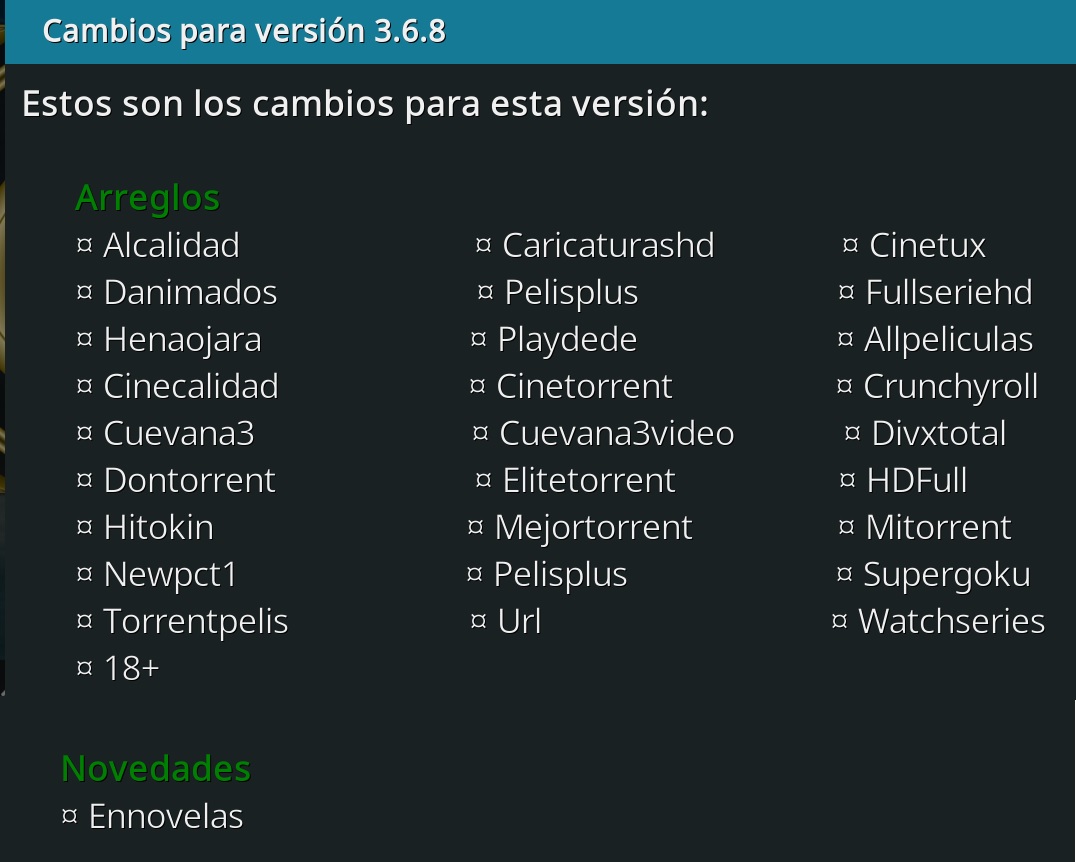 Cambios para versión 3.6.8
Estos son los cambios para esta versión:
Arreglos
¤ Alcalidad ¤ Caricaturashd ¤ Cinetux
¤ Danimados ¤ Pelisplus ¤ Fullseriehd
¤ Henaojara ¤ Playdede ¤ Allpeliculas
¤ Cinecalidad ¤ Cinetorrent ¤ Crunchyroll
¤ Cuevana3 ¤ Cuevana3video ¤ Divxtotal
¤ Dontorrent ¤ Elitetorrent ¤ HDFull
¤ Hitokin ¤ Mejortorrent ¤ Mitorrent
¤ Newpct1 ¤ Pelisplus ¤ Supergoku
¤ Torrentpelis ¤ Url ¤ Watchseries
¤ 18+
Novedades
¤ Ennovelas